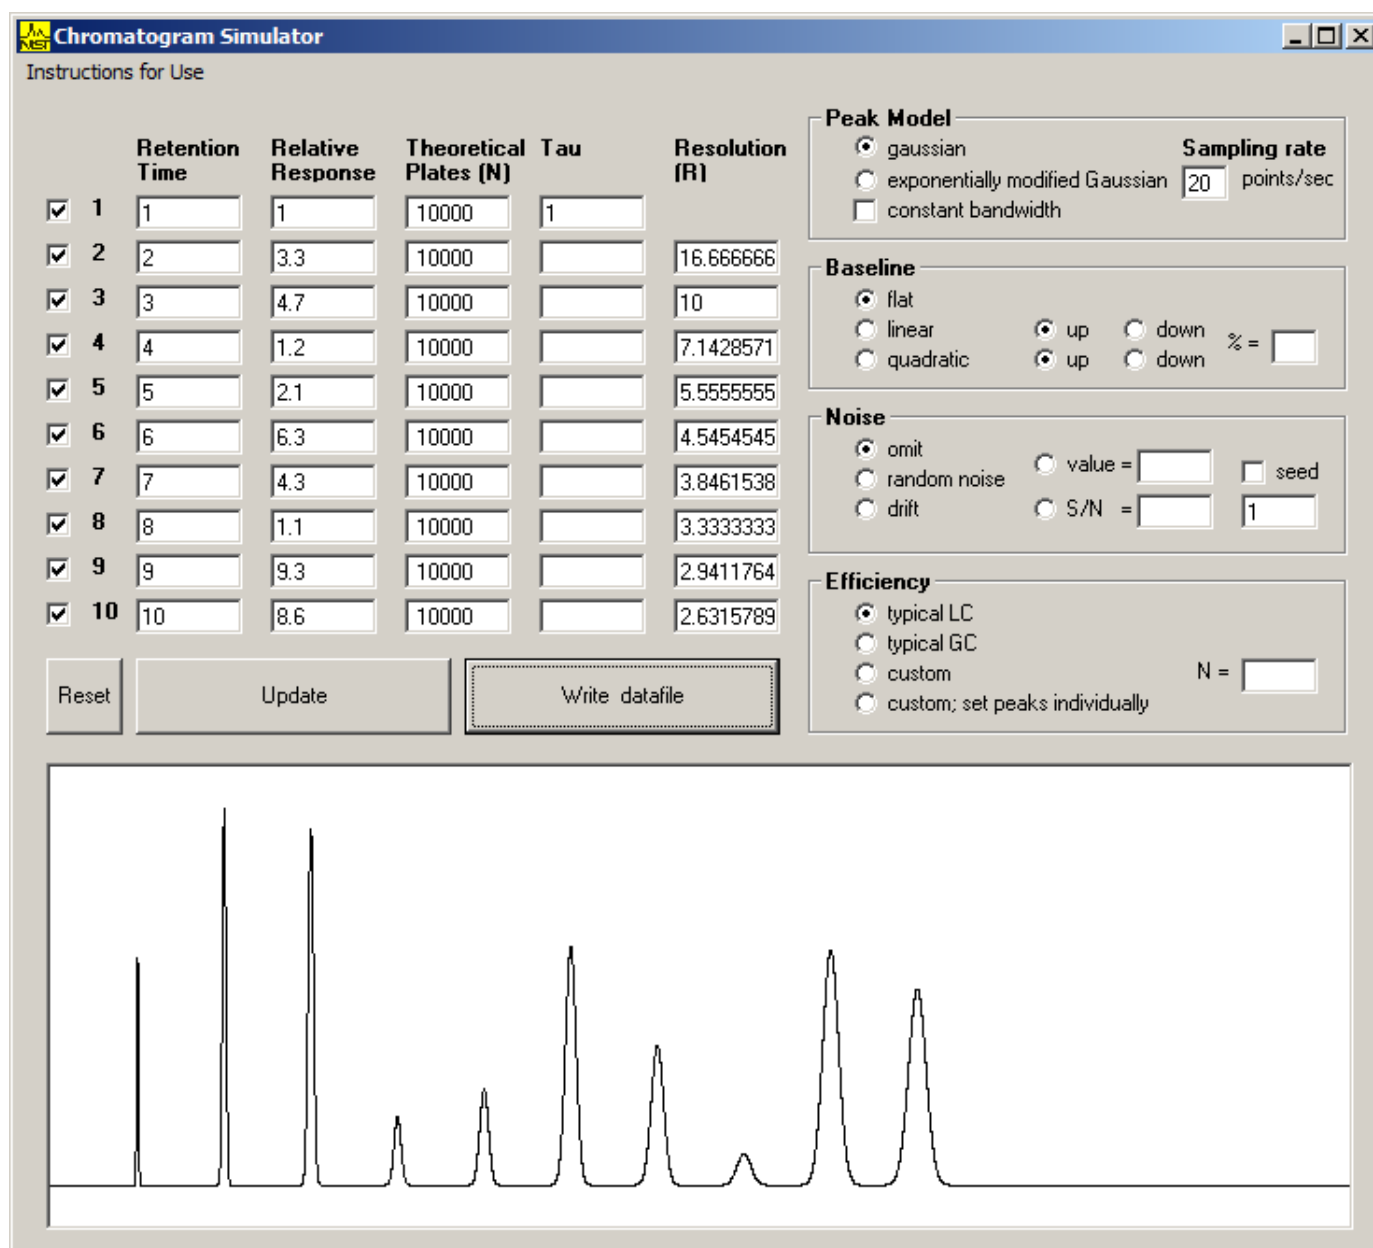 NIST
Chromatogram Simulator
Instructions for Use
Retention Time
Relative Response
Theoretical Plates (N)
Tau
Resolution (R)
1 1 1 10000 1
2 2 3.3 10000 16.666666
3 3 4.7 10000 10
4 4 1.2 10000 7.1428571
5 5 2.1 10000 5.5555555
6 6 6.3 10000 4.5454545
7 7 4.3 10000 3.8461538
8 8 1.1 10000 3.3333333
9 9 9.3 10000 2.9411764
10 10 8.6 10000 2.6315789
Reset Update Write datafile
Peak Model
gaussian
Sampling rate
exponentially modified Gaussian 20 points/sec
constant bandwidth
Baseline
flat
linear up down
% =
quadratic up down
Noise
omit
value = seed
random noise
drift S/N = 1
Efficiency
typical LC
typical GC
custom N =
custom; set peaks individually